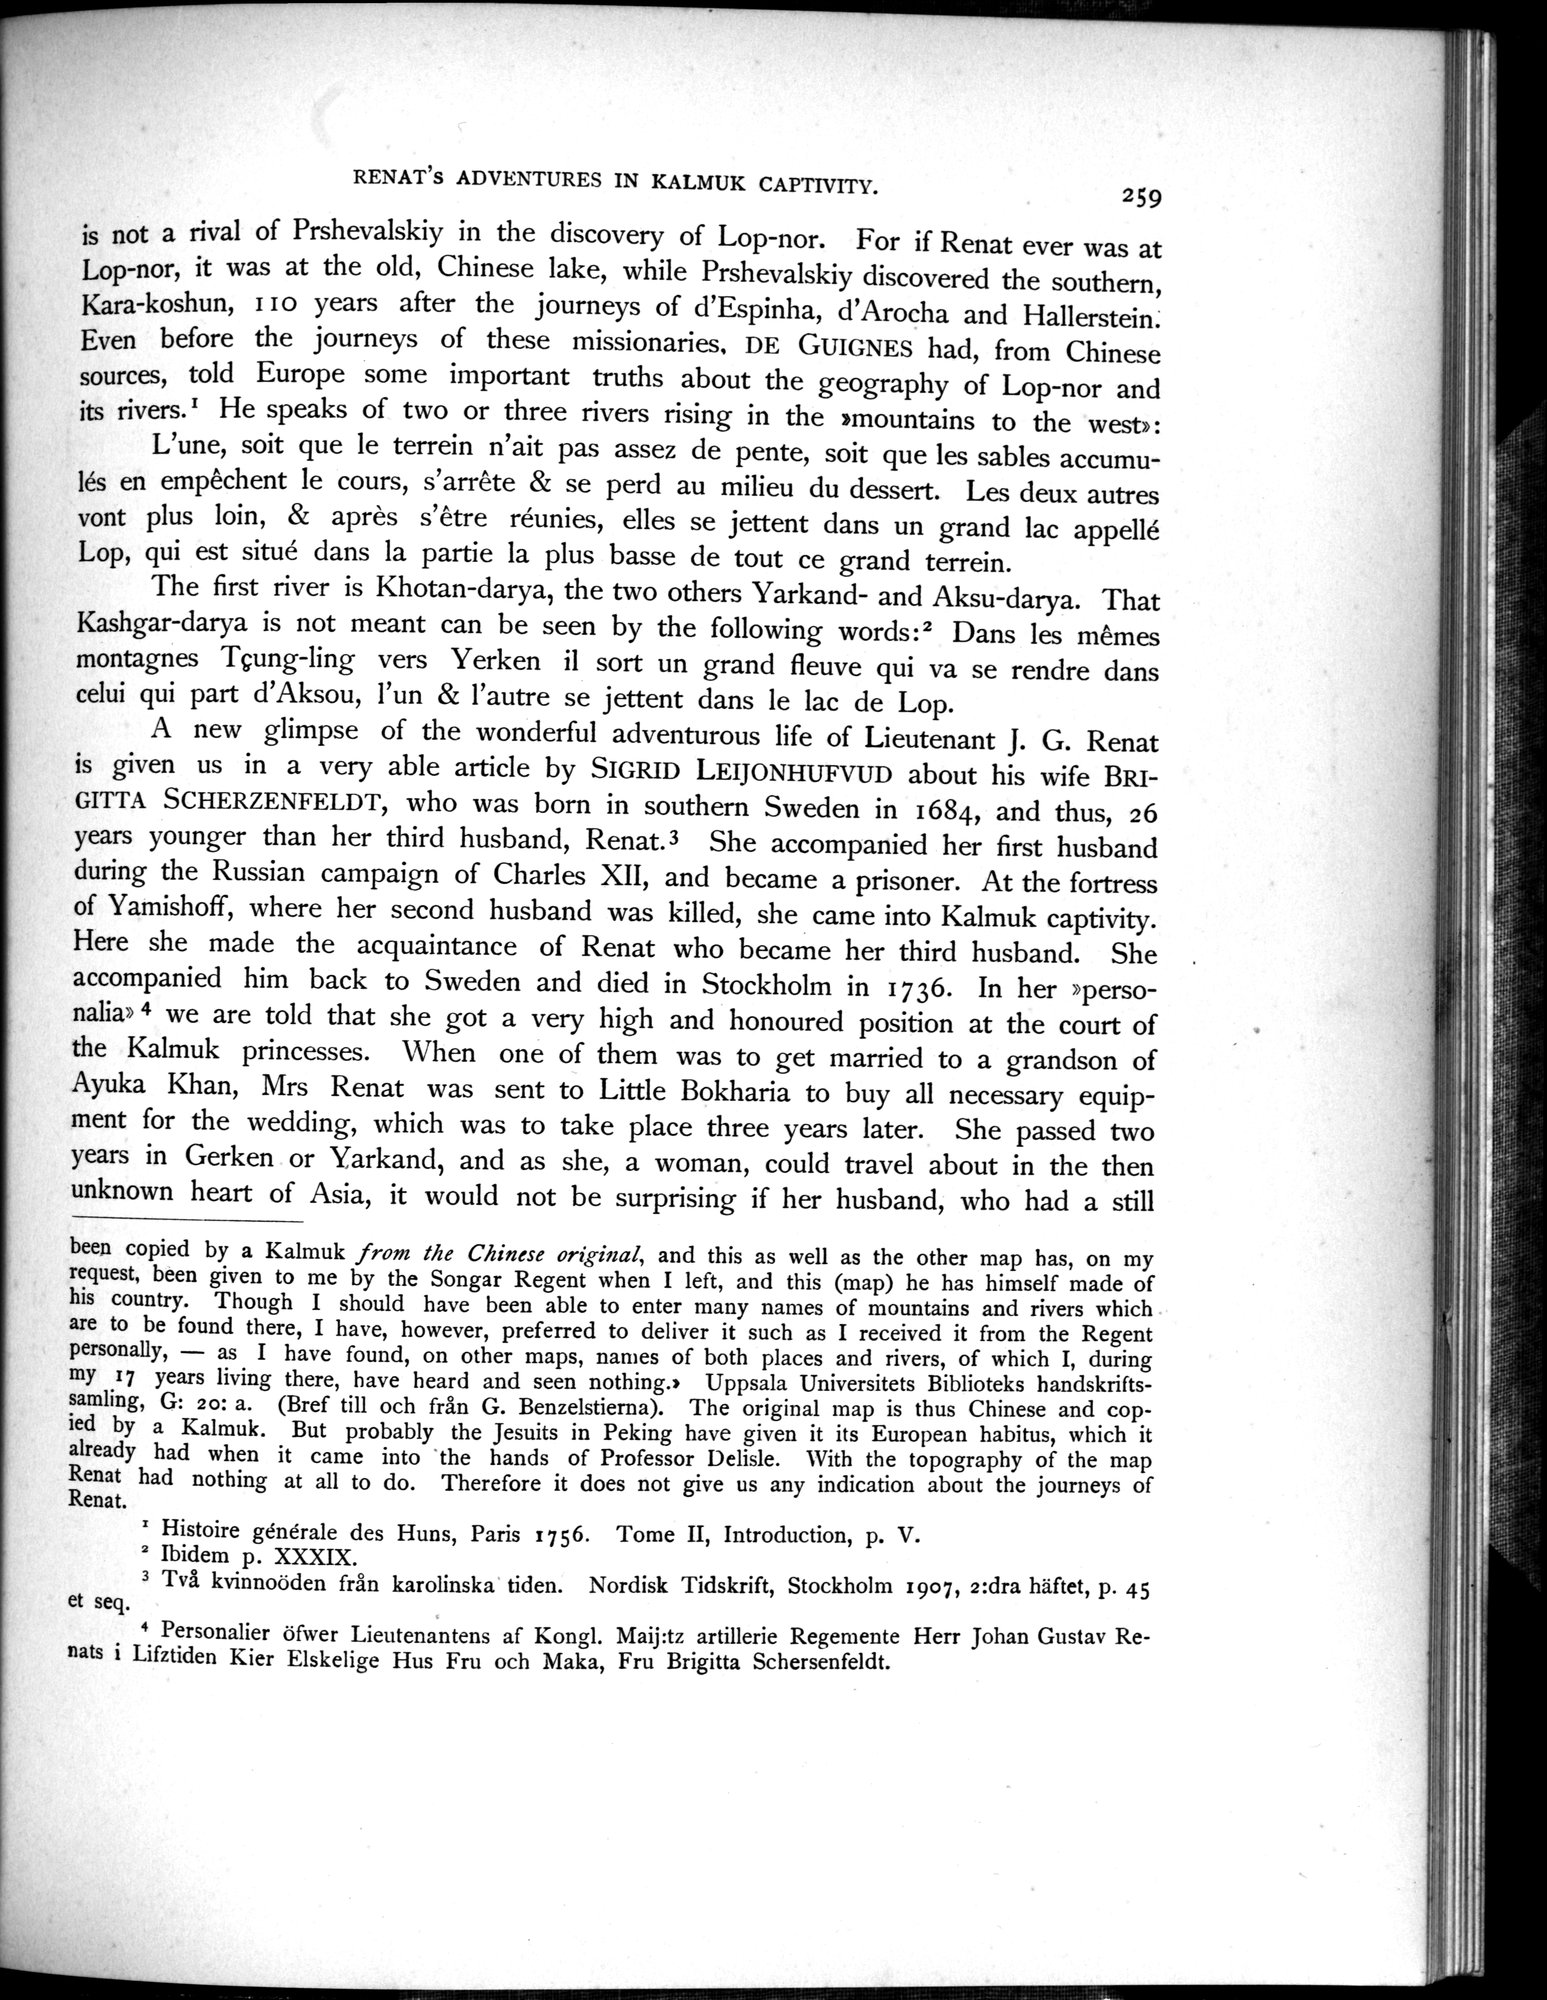 RENAT'S ADVENTURES IN KALMUK CAPTIVITY.
259
is not a rival of Prshevalskiy in the discovery of Lop-nor. For if Renat ever was at
Lop-nor, it was at the old, Chinese lake, while Prshevalskiy discovered the southern,
Kara-koshun, 110 years after the journeys of d'Espinha, d'Arocha and Hallerstein.
Even before the journeys of these missionaries, DE GUIGNES had, from Chinese
sources, told Europe some important truths about the geography of Lop-nor and
its rivers.¹ He speaks of two or three rivers rising in the »mountains to the west»:
L'une, soit que le terrein n'ait pas assez de pente, soit que les sables accumu-
lés en empêchent le cours, s'arrête & se perd au milieu du dessert. Les deux autres
vont plus loin, & après s'être réunies, elles se jettent dans un grand lac appellé
Lop, qui est situé dans la partie la plus basse de tout ce grand terrein.
The first river is Khotan-darya, the two others Yarkand- and Aksu-darya. That
Kashgar-darya is not meant can be seen by the following words:² Dans les mêmes
montagnes Tçung-ling vers Yerken il sort un grand fleuve qui va se rendre dans
celui qui part d'Aksou, l'un & l'autre se jettent dans le lac de Lop.
A new glimpse of the wonderful adventurous life of Lieutenant J. G. Renat
is given us in a very able article by SIGRID LEIJONHUFVUD about his wife BRI-
GITTA SCHERZENFELDT, who was born in southern Sweden in 1684, and thus, 26
years younger than her third husband, Renat.³ She accompanied her first husband
during the Russian campaign of Charles XII, and became a prisoner. At the fortress
of Yamishoff, where her second husband was killed, she came into Kalmuk captivity.
Here she made the acquaintance of Renat who became her third husband. She
accompanied him back to Sweden and died in Stockholm in 1736. In her »perso-
nalia»⁴ we are told that she got a very high and honoured position at the court of
the Kalmuk princesses. When one of them was to get married to a grandson of
Ayuka Khan, Mrs Renat was sent to Little Bokharia to buy all necessary equip-
ment for the wedding, which was to take place three years later. She passed two
years in Gerken or Yarkand, and as she, a woman, could travel about in the then
unknown heart of Asia, it would not be surprising if her husband, who had a still
been copied by a Kalmuk from the Chinese original, and this as well as the other map has, on my
request, been given to me by the Songar Regent when I left, and this (map) he has himself made of
his country. Though I should have been able to enter many names of mountains and rivers which
are to be found there, I have, however, preferred to deliver it such as I received it from the Regent
personally, — as I have found, on other maps, names of both places and rivers, of which I, during
my 17 years living there, have heard and seen nothing.» Uppsala Universitets Biblioteks handskrifts-
samling, G: 20: a. (Bref till och från G. Benzelstierna). The original map is thus Chinese and cop-
ied by a Kalmuk. But probably the Jesuits in Peking have given it its European habitus, which it
already had when it came into the hands of Professor Delisle. With the topography of the map
Renat had nothing at all to do. Therefore it does not give us any indication about the journeys of
Renat.
¹ Histoire générale des Huns, Paris 1756. Tome II, Introduction, p. V.
² Ibidem p. XXXIX.
³ Två kvinnoöden från karolinska tiden. Nordisk Tidskrift, Stockholm 1907, 2:dra häftet, p. 45
et seq.
⁴ Personalier öfwer Lieutenantens af Kongl. Maij:tz artillerie Regemente Herr Johan Gustav Re-
nats i Lifztiden Kier Elskelige Hus Fru och Maka, Fru Brigitta Schersenfeldt.